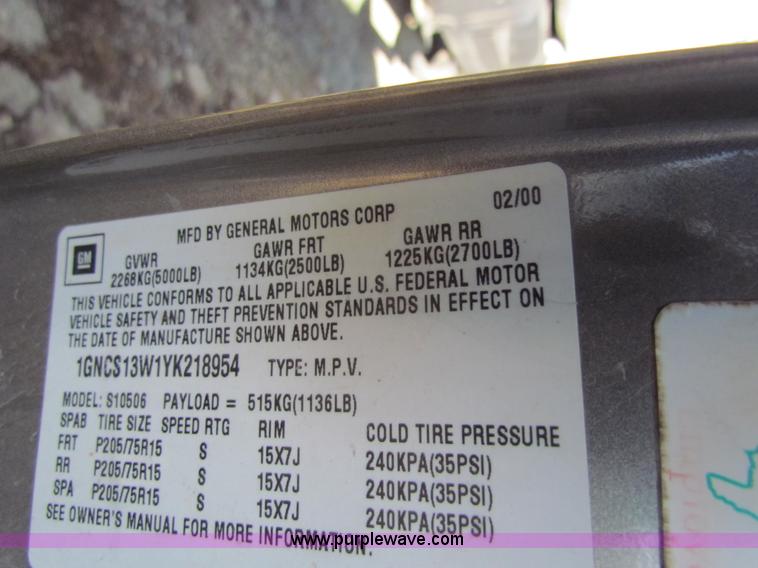 MFD BY GENERAL MOTORS CORP 02/00
GM
GVWR GAWR FRT GAWR RR
2268KG(5000LB) 1134KG(2500LB) 1225KG(2700LB)
THIS VEHICLE CONFORMS TO ALL APPLICABLE U.S. FEDERAL MOTOR
VEHICLE SAFETY AND THEFT PREVENTION STANDARDS IN EFFECT ON
THE DATE OF MANUFACTURE SHOWN ABOVE.
1GNCS13W1YK218954 TYPE: M.P.V.
MODEL: S10506 PAYLOAD = 515KG(1136LB)
SPAB TIRE SIZE SPEED RTG RIM COLD TIRE PRESSURE
FRT P205/75R15 S 15X7J 240KPA(35PSI)
RR P205/75R15 S 15X7J 240KPA(35PSI)
SPA P205/75R15 S 15X7J 240KPA(35PSI)
SEE OWNER'S MANUAL FOR MORE INFORMATION.
www.purplewave.com